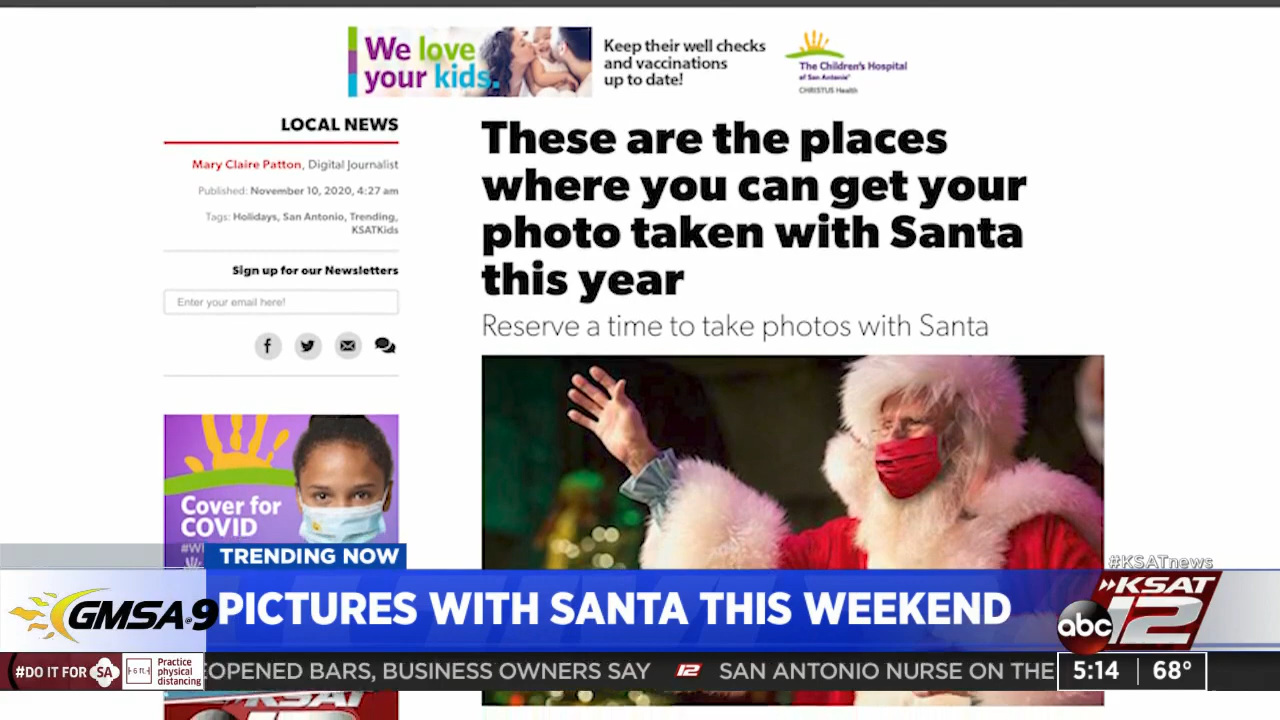 We love
your kids.
Keep their well checks
and vaccinations
up to date!
The Children's Hospital
of San Antonio
CHRISTUS Health
LOCAL NEWS
Mary Claire Patton, Digital Journalist
Published: November 10, 2020, 4:27 am
Tags: Holidays, San Antonio, Trending,
KSATKids
Sign up for our Newsletters
Enter your email here!
These are the places
where you can get your
photo taken with Santa
this year
Reserve a time to take photos with Santa
Cover for
COVID
TRENDING NOW
#KSATnews
GMSA@9
PICTURES WITH SANTA THIS WEEKEND
abc
KSAT
12
#DO IT FOR SA
6 ft
Practice
physical
distancing
OPENED BARS, BUSINESS OWNERS SAY 12 SAN ANTONIO NURSE ON THE
5:14 68°
KSAT